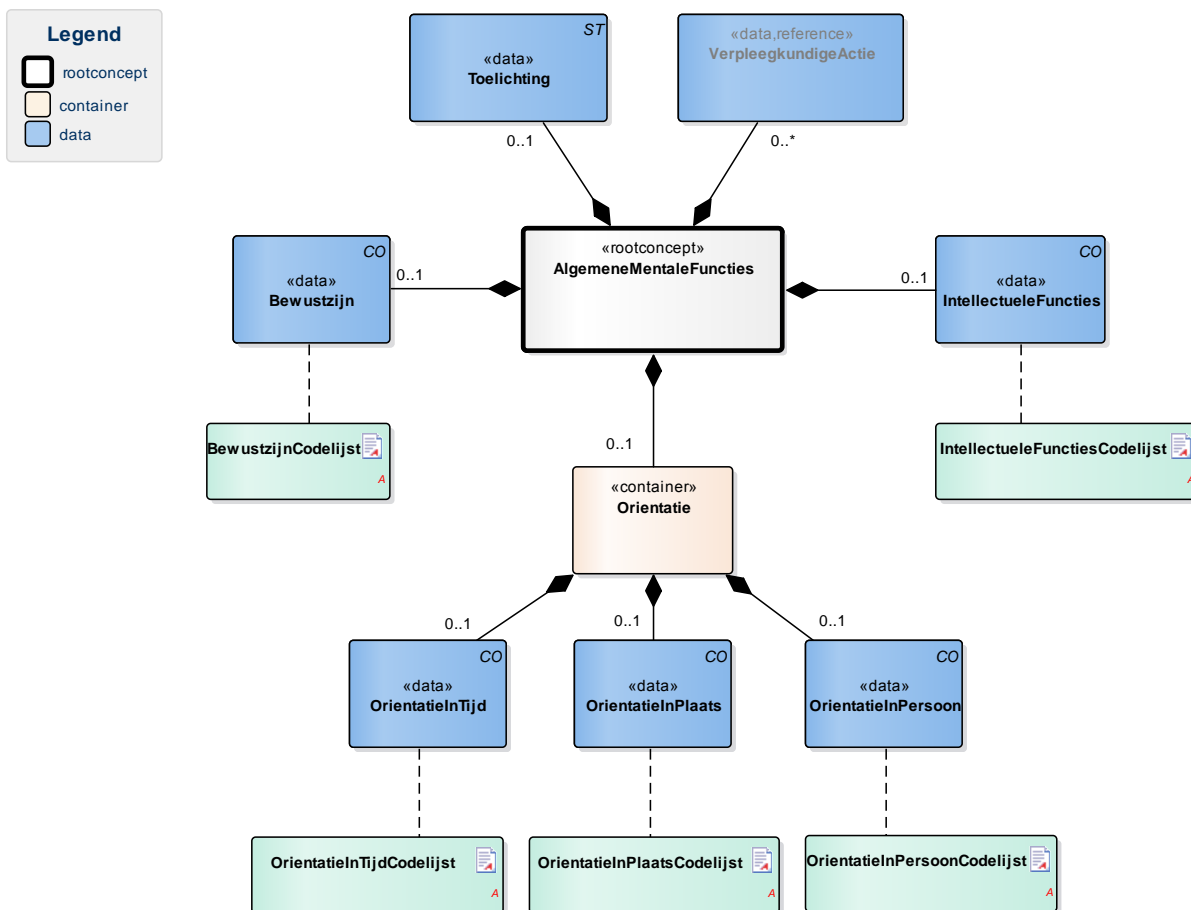 Legend
rootconcept
container
data
ST
«data»
Toelichting
«data,reference»
VerpleegkundigeActie
0..1
0..*
«rootconcept»
AlgemeneMentaleFuncties
CO
«data»
Bewustzijn
0..1
CO
«data»
IntellectueleFuncties
0..1
BewustzijnCodelijst
A
IntellectueleFunctiesCodelijst
A
0..1
«container»
Orientatie
0..1
0..1
0..1
CO
«data»
OrientatieInTijd
CO
«data»
OrientatieInPlaats
CO
«data»
OrientatieInPersoon
OrientatieInTijdCodelijst
A
OrientatieInPlaatsCodelijst
A
OrientatieInPersoonCodelijst
A